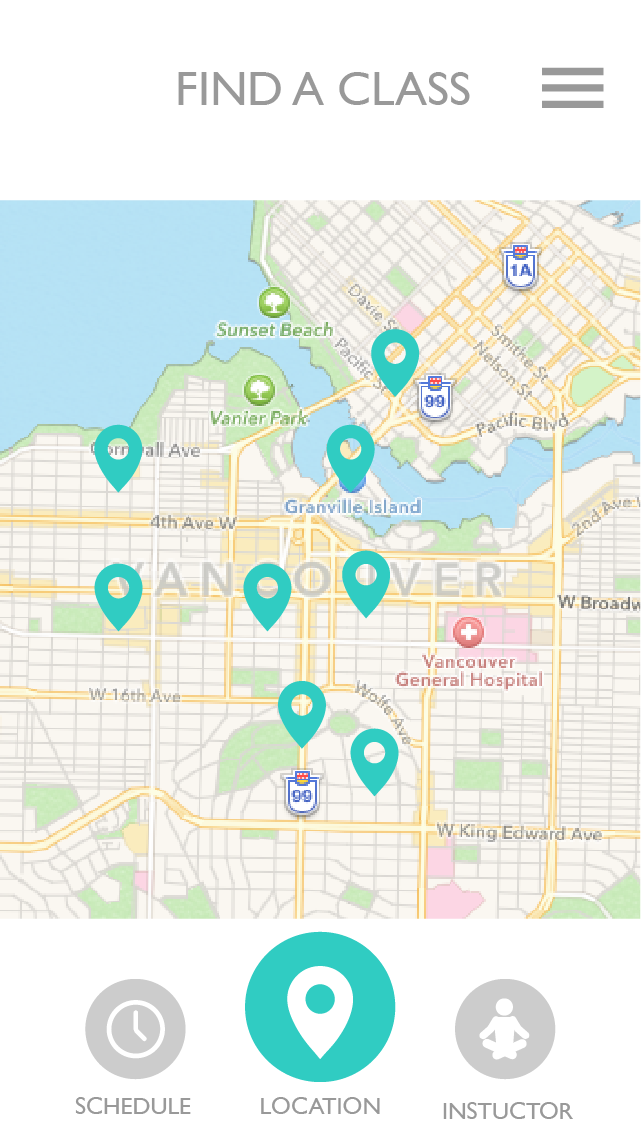 FIND A CLASS
1A
Davie St
Sunset Beach
Smithe St
Pacific St
Nelson St
99
Vanier Park
Pacific Blvd
Cornwall Ave
Granville Island
4th Ave W
2nd Ave W
VANCOUVER
W Broadw
Vancouver
General Hospital
W 16th Ave
Wolfe Ave
99
W King Edward Ave
SCHEDULE
LOCATION
INSTUCTOR